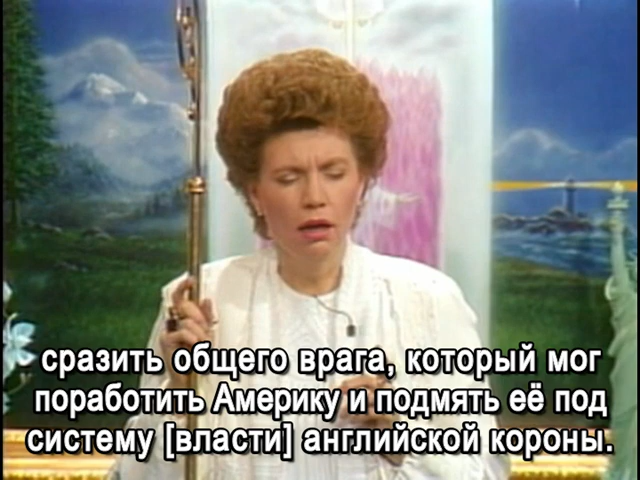 сразить общего врага, который мог
поработить Америку и подмять её под
систему [власти] английской короны.